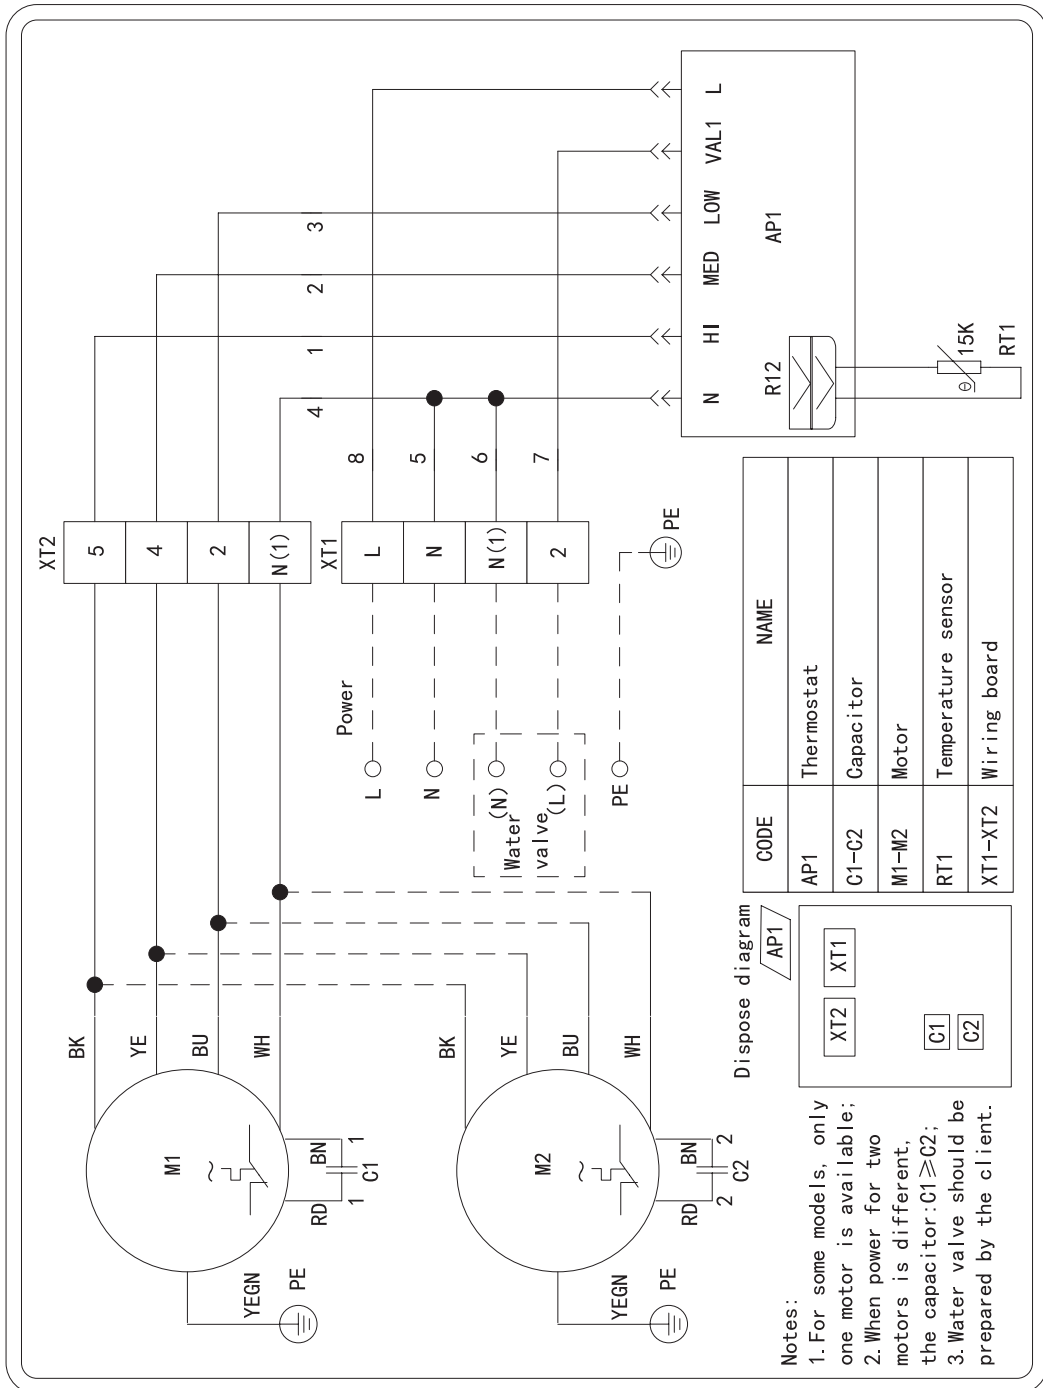 XT2
5
4
2
N(1)
XT1
L
N
N(1)
2
8
5
6
7
4
1
2
3
L
VAL1
LOW
MED
HI
N
AP1
R12
15K
RT1
θ
PE
Power
L
N
(N)
Water
valve
(L)
PE
BK
YE
BU
WH
M1
~
BN
RD
1
1
C1
YEGN
PE
BK
YE
BU
WH
M2
~
BN
RD
2
2
C2
YEGN
PE
CODE NAME
AP1 Thermostat
C1-C2 Capacitor
M1-M2 Motor
RT1 Temperature sensor
XT1-XT2 Wiring board
Dispose diagram
AP1
XT2
XT1
C1
C2
Notes:
1. For some models, only
one motor is available;
2. When power for two
motors is different,
the capacitor:C1≥C2;
3. Water valve should be
prepared by the client.